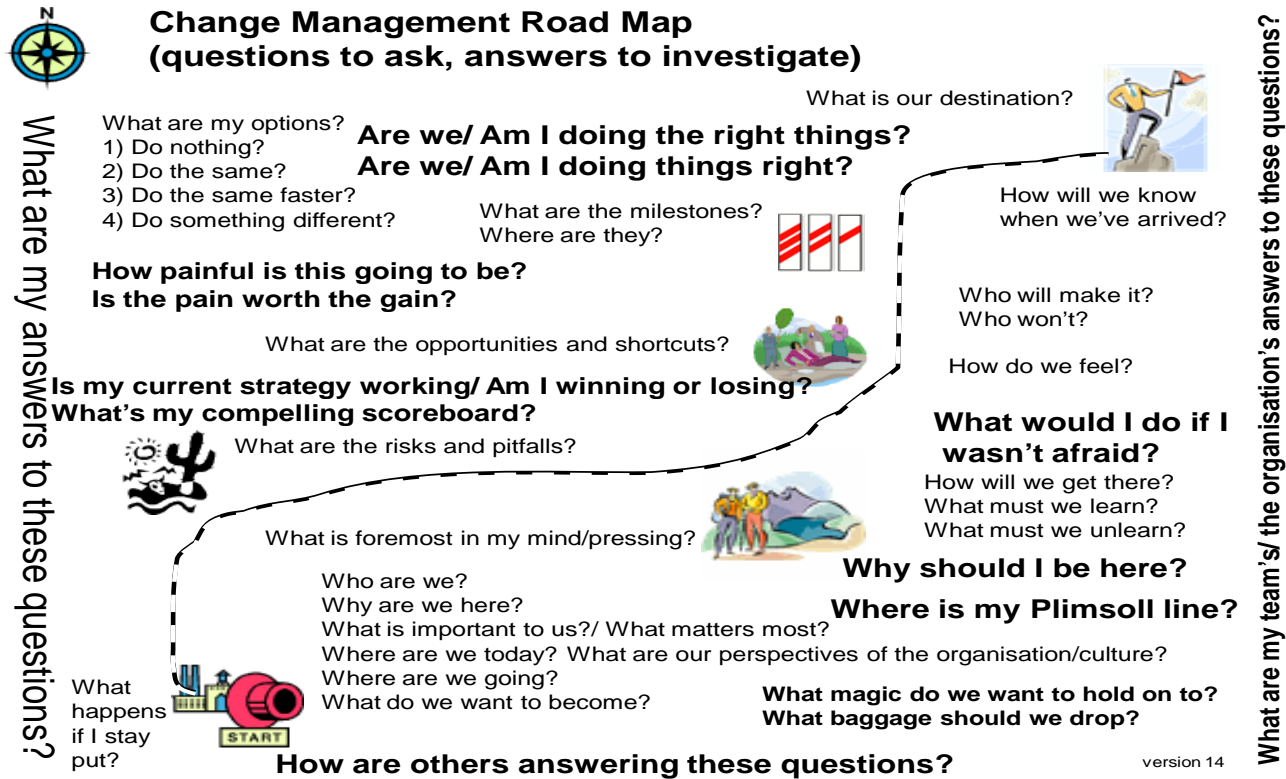 N
Change Management Road Map
(questions to ask, answers to investigate)
What is our destination?
What are my options?
1) Do nothing?
2) Do the same?
3) Do the same faster?
4) Do something different?
Are we/ Am I doing the right things?
Are we/ Am I doing things right?
What are the milestones?
Where are they?
How will we know
when we've arrived?
How painful is this going to be?
Is the pain worth the gain?
Who will make it?
Who won't?
What are the opportunities and shortcuts?
How do we feel?
Is my current strategy working/ Am I winning or losing?
What's my compelling scoreboard?
What are the risks and pitfalls?
What would I do if I
wasn't afraid?
How will we get there?
What must we learn?
What must we unlearn?
What is foremost in my mind/pressing?
Why should I be here?
Where is my Plimsoll line?
Who are we?
Why are we here?
What is important to us?/ What matters most?
Where are we today? What are our perspectives of the organisation/culture?
Where are we going?
What do we want to become?
What magic do we want to hold on to?
What baggage should we drop?
What
happens
if I stay
put?
START
How are others answering these questions?
version 14
What are my answers to these questions?
What are my team's/ the organisation's answers to these questions?